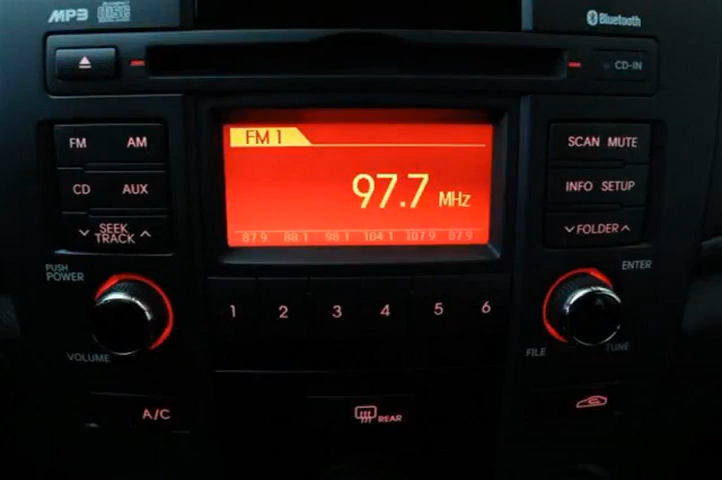 MP3 disc
Bluetooth
CD-IN
FM AM
SCAN MUTE
FM 1
CD AUX
97.7 MHz
INFO SETUP
SEEK
TRACK
FOLDER
87.9 88.1 98.1 104.1 107.9 87.9
PUSH
POWER
ENTER
1 2 3 4 5 6
VOLUME
FILE
TUNE
A/C
REAR